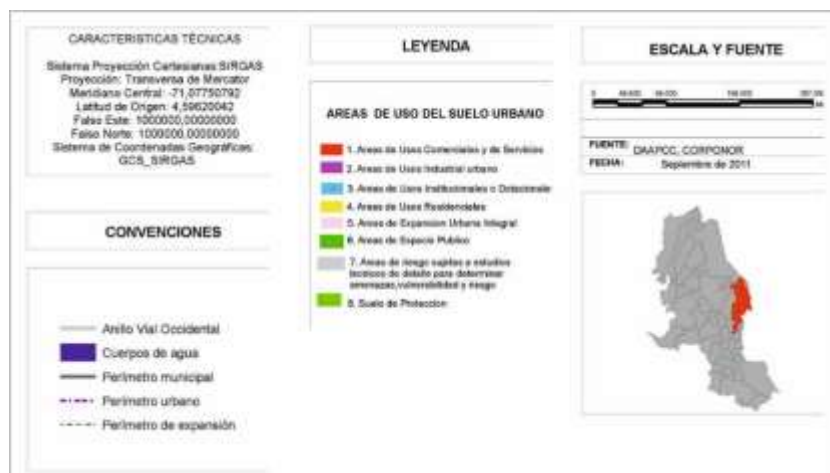 CARACTERISTICAS TÉCNICAS
Sistema Proyección Cartesianas SIRGAS
Proyección: Transversa de Mercator
Meridiano Central: -71,07750792
Latitud de Origen: 4,59620042
Falso Este: 1000000,00000000
Falso Norte: 1000000,00000000
Sistema de Coordenadas Geográficas:
GCS_SIRGAS
CONVENCIONES
Anillo Vial Occidental
Cuerpos de agua
Perímetro municipal
Perímetro urbano
Perímetro de expansión
LEYENDA
AREAS DE USO DEL SUELO URBANO
1. Areas de Usos Comerciales y de Servicios
2. Areas de Uso Industrial urbano
3. Areas de Usos Institucionales o Dotacionale
4. Areas de Usos Residenciales
5. Areas de Expansion Urbana Integral
6. Areas de Espacio Publico
7. Areas de riesgo sujetas a estudios
tecnicos de detalle para determinar
amenazas,vulnerabilidad y riesgo
8. Suelo de Proteccion
ESCALA Y FUENTE
0
FUENTE: DAAPCC, CORPONOR
FECHA: Septiembre de 2011